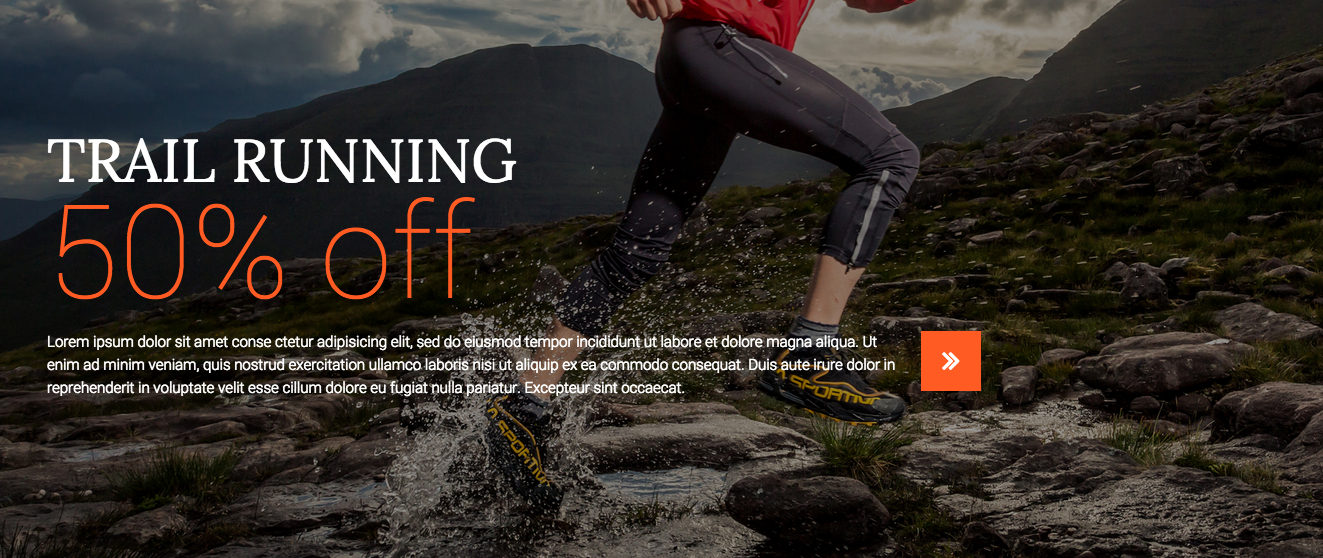 TRAIL RUNNING
50% off
Lorem ipsum dolor sit amet conse ctetur adipisicing elit, sed do eiusmod tempor incididunt ut labore et dolore magna aliqua. Ut
enim ad minim veniam, quis nostrud exercitation ullamco laboris nisi ut aliquip ex ea commodo consequat. Duis aute irure dolor in
reprehenderit in voluptate velit esse cillum dolore eu fugiat nulla pariatur. Excepteur sint occaecat.
»
SPORTIVA
SPORTIVA